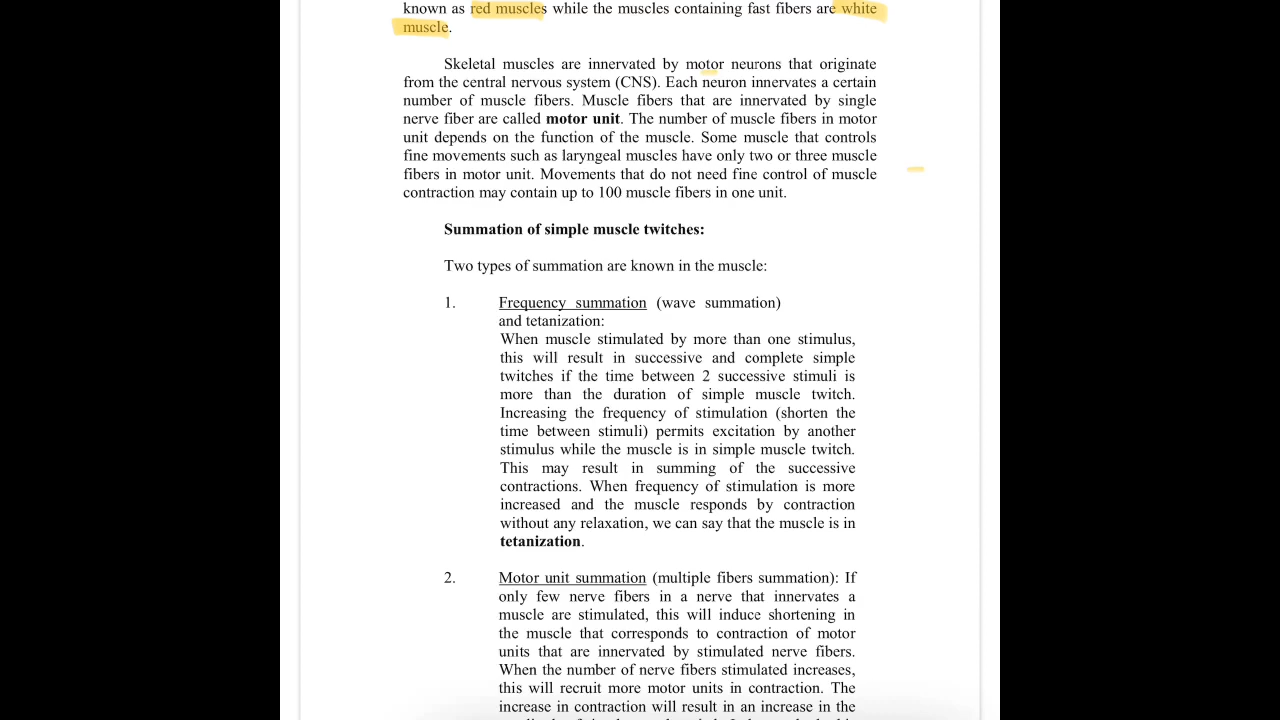 known as red muscles while the muscles containing fast fibers are white
muscle.
Skeletal muscles are innervated by motor neurons that originate
from the central nervous system (CNS). Each neuron innervates a certain
number of muscle fibers. Muscle fibers that are innervated by single
nerve fiber are called motor unit. The number of muscle fibers in motor
unit depends on the function of the muscle. Some muscle that controls
fine movements such as laryngeal muscles have only two or three muscle
fibers in motor unit. Movements that do not need fine control of muscle
contraction may contain up to 100 muscle fibers in one unit.
Summation of simple muscle twitches:
Two types of summation are known in the muscle:
1. Frequency summation (wave summation)
and tetanization:
When muscle stimulated by more than one stimulus,
this will result in successive and complete simple
twitches if the time between 2 successive stimuli is
more than the duration of simple muscle twitch.
Increasing the frequency of stimulation (shorten the
time between stimuli) permits excitation by another
stimulus while the muscle is in simple muscle twitch.
This may result in summing of the successive
contractions. When frequency of stimulation is more
increased and the muscle responds by contraction
without any relaxation, we can say that the muscle is in
tetanization.
2. Motor unit summation (multiple fibers summation): If
only few nerve fibers in a nerve that innervates a
muscle are stimulated, this will induce shortening in
the muscle that corresponds to contraction of motor
units that are innervated by stimulated nerve fibers.
When the number of nerve fibers stimulated increases,
this will recruit more motor units in contraction. The
increase in contraction will result in an increase in the